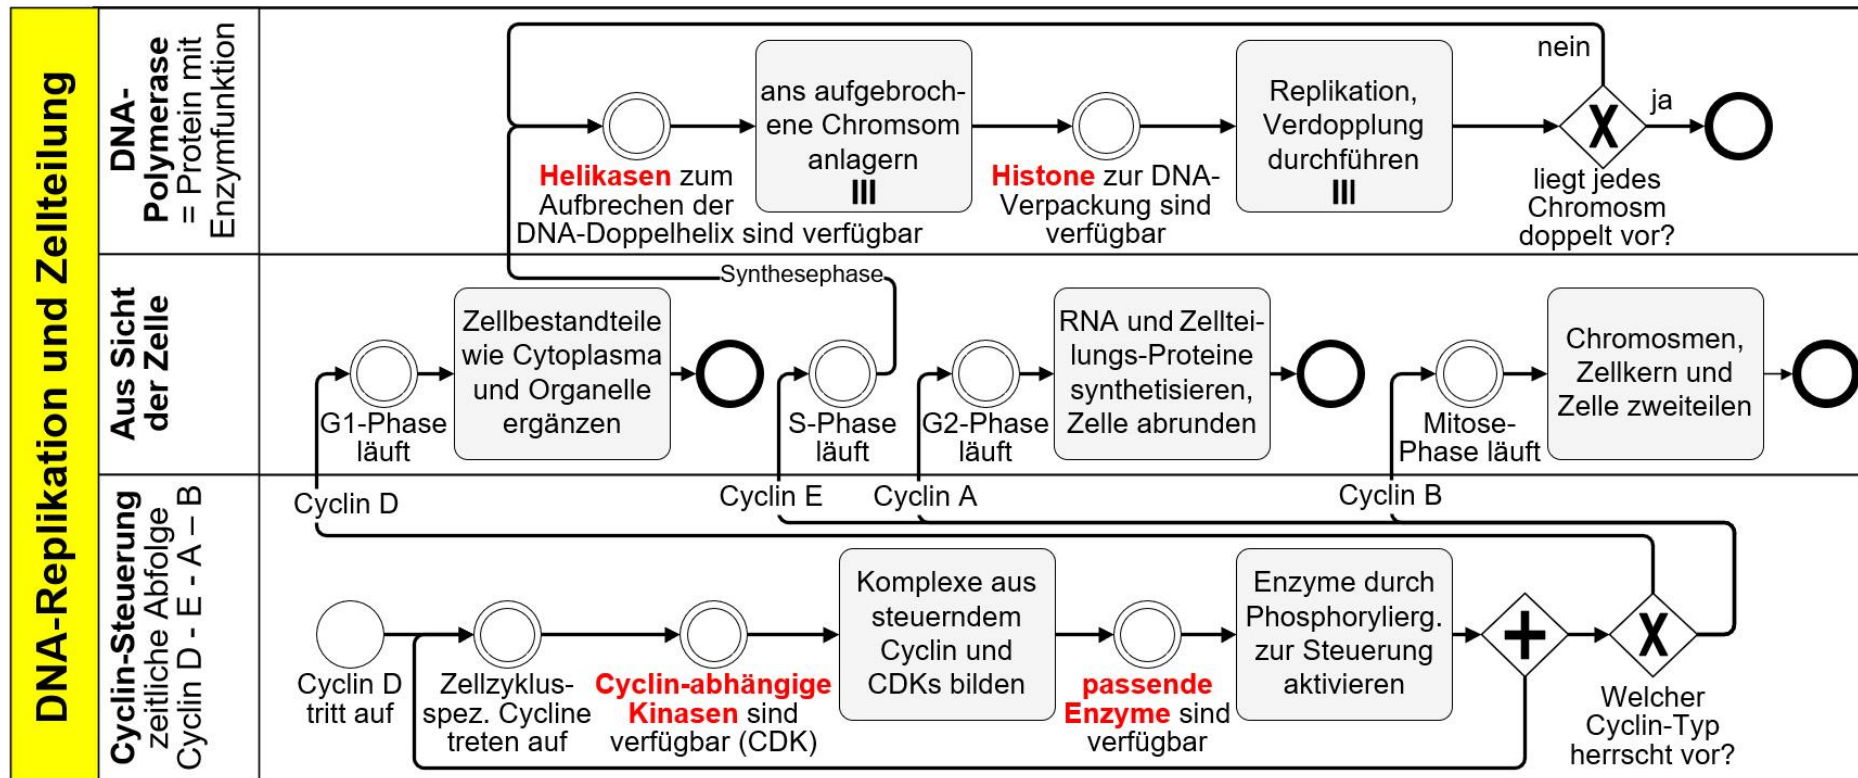 DNA-Replikation und Zellteilung
DNA-
Polymerase
= Protein mit
Enzymfunktion
nein
ans aufgebroch-
ene Chromsom
anlagern
Replikation,
Verdopplung
durchführen
ja
X
Helikasen zum
Aufbrechen der
DNA-Doppelhelix sind verfügbar
Histone zur DNA-
Verpackung sind
verfügbar
liegt jedes
Chromosm
doppelt vor?
Aus Sicht
der Zelle
Synthesephase
Zellbestandteile
wie Cytoplasma
und Organelle
ergänzen
RNA und Zelltei-
lungs-Proteine
synthetisieren,
Zelle abrunden
Chromosmen,
Zellkern und
Zelle zweiteilen
G1-Phase
läuft
S-Phase
läuft
G2-Phase
läuft
Mitose-
Phase läuft
Cyclin-Steuerung
zeitliche Abfolge
Cyclin D - E - A – B
Cyclin D
Cyclin E
Cyclin A
Cyclin B
Komplexe aus
steuerndem
Cyclin und
CDKs bilden
Enzyme durch
Phosphorylierg.
zur Steuerung
aktivieren
X
Cyclin D
tritt auf
Zellzyklus-
spez. Cycline
treten auf
Cyclin-abhängige
Kinasen sind
verfügbar (CDK)
passende
Enzyme sind
verfügbar
Welcher
Cyclin-Typ
herrscht vor?